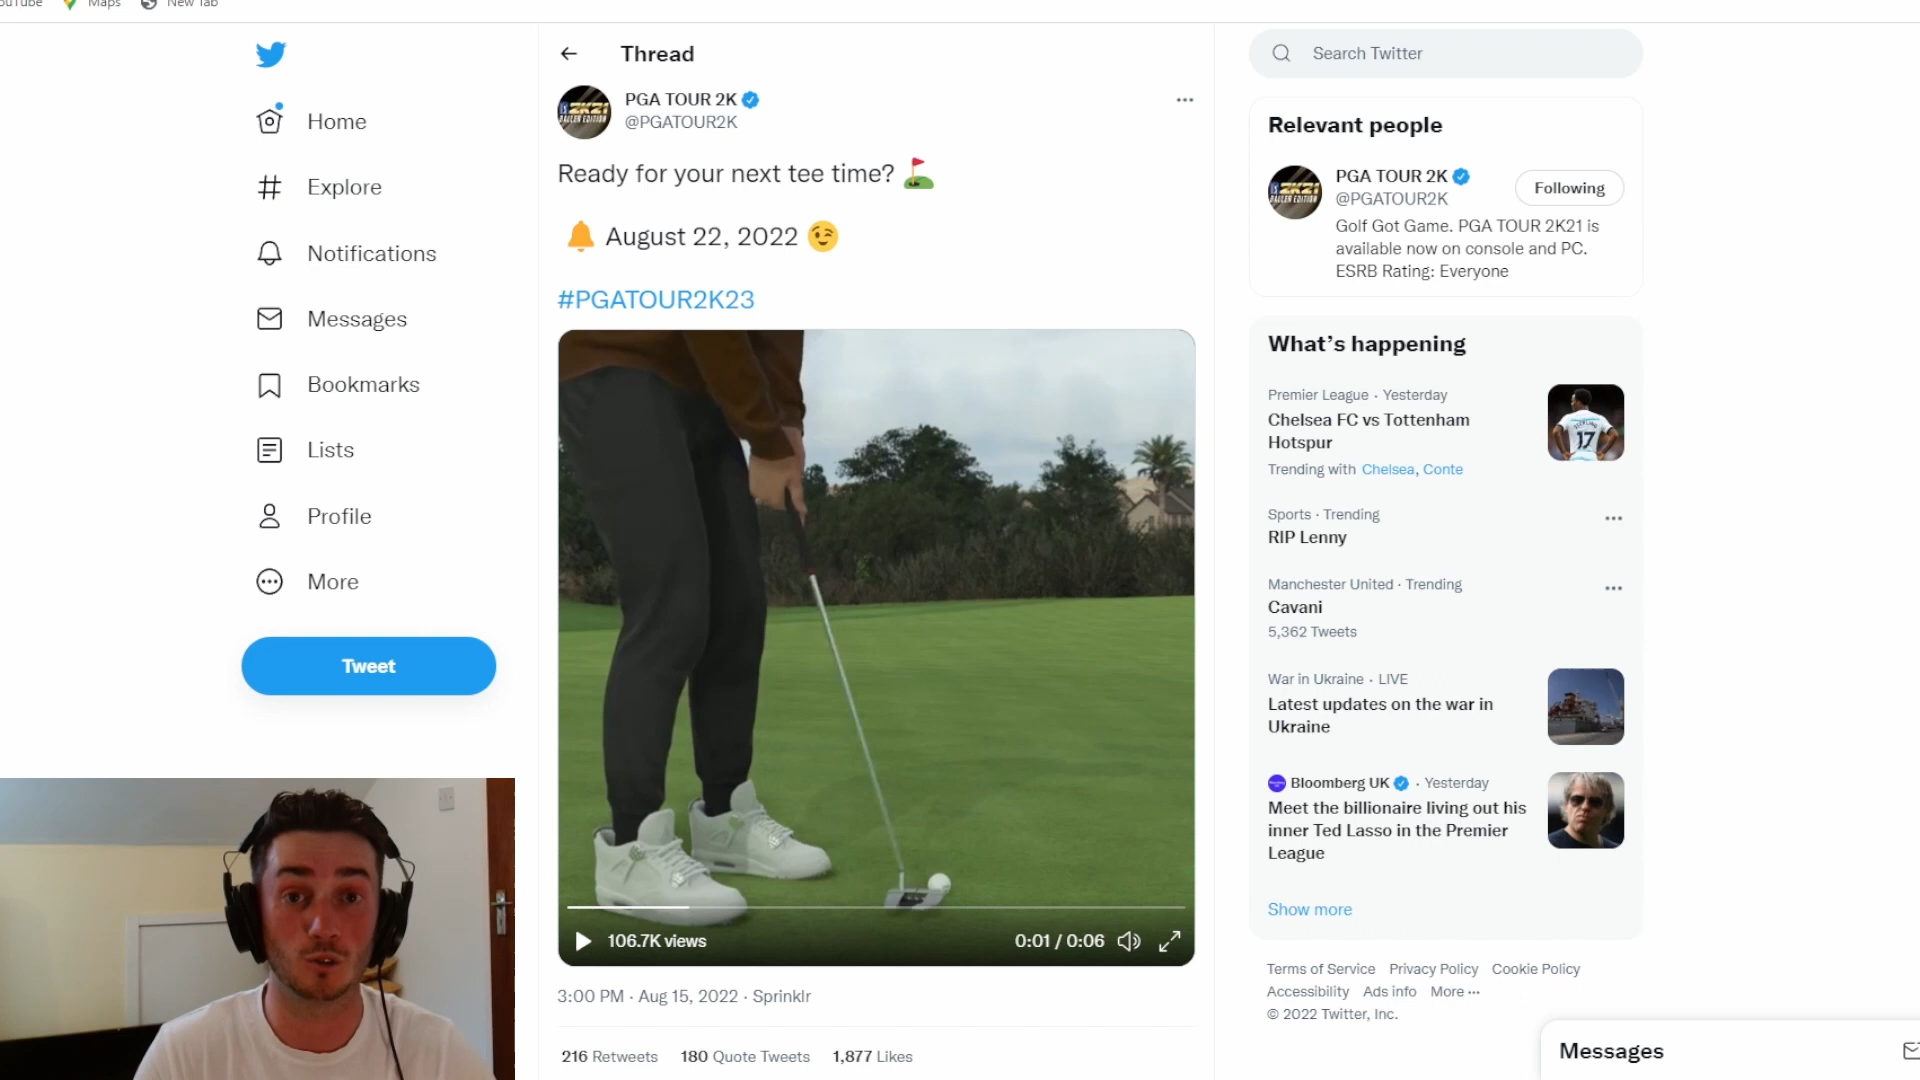 Maps
New Tab
Home
Explore
Notifications
Messages
Bookmarks
Lists
Profile
More
Tweet
Thread
PGA TOUR 2K
@PGATOUR2K
Ready for your next tee time?
August 22, 2022
#PGATOUR2K23
106.7K views
0:01 / 0:06
3:00 PM · Aug 15, 2022 · Sprinklr
216 Retweets 180 Quote Tweets 1,877 Likes
Search Twitter
Relevant people
PGA TOUR 2K
@PGATOUR2K
Following
Golf Got Game. PGA TOUR 2K21 is
available now on console and PC.
ESRB Rating: Everyone
What's happening
Premier League · Yesterday
Chelsea FC vs Tottenham
Hotspur
Trending with Chelsea, Conte
17
Sports · Trending
RIP Lenny
Manchester United · Trending
Cavani
5,362 Tweets
War in Ukraine · LIVE
Latest updates on the war in
Ukraine
Bloomberg UK · Yesterday
Meet the billionaire living out his
inner Ted Lasso in the Premier
League
Show more
Terms of Service Privacy Policy Cookie Policy
Accessibility Ads info More ···
© 2022 Twitter, Inc.
Messages